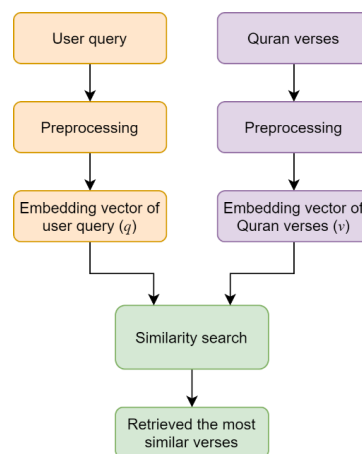 User query
Quran verses
Preprocessing
Preprocessing
Embedding vector of
user query (q)
Embedding vector of
Quran verses (v)
Similarity search
Retrieved the most
similar verses